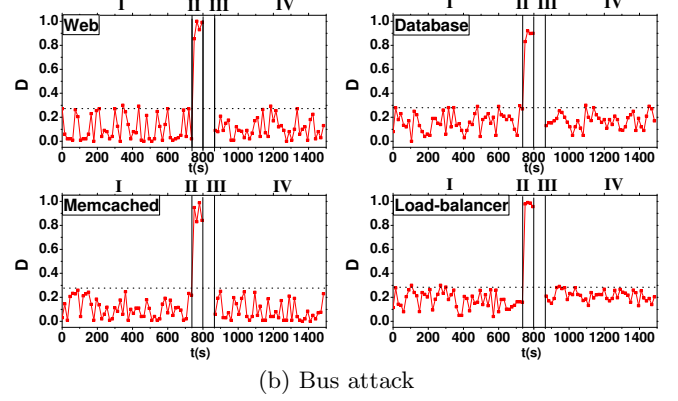 I II III IV I II III IV
Web Database
1.0 1.0
0.8 0.8
D 0.6 D 0.6
0.4 0.4
0.2 0.2
0.0 0.0
0 200 400 600 800 1000 1200 1400 0 200 400 600 800 1000 1200 1400
t(s) t(s)
I II III IV I II III IV
Memcached Load-balancer
1.0 1.0
0.8 0.8
D 0.6 D 0.6
0.4 0.4
0.2 0.2
0.0 0.0
0 200 400 600 800 1000 1200 1400 0 200 400 600 800 1000 1200 1400
t(s) t(s)
(b) Bus attack